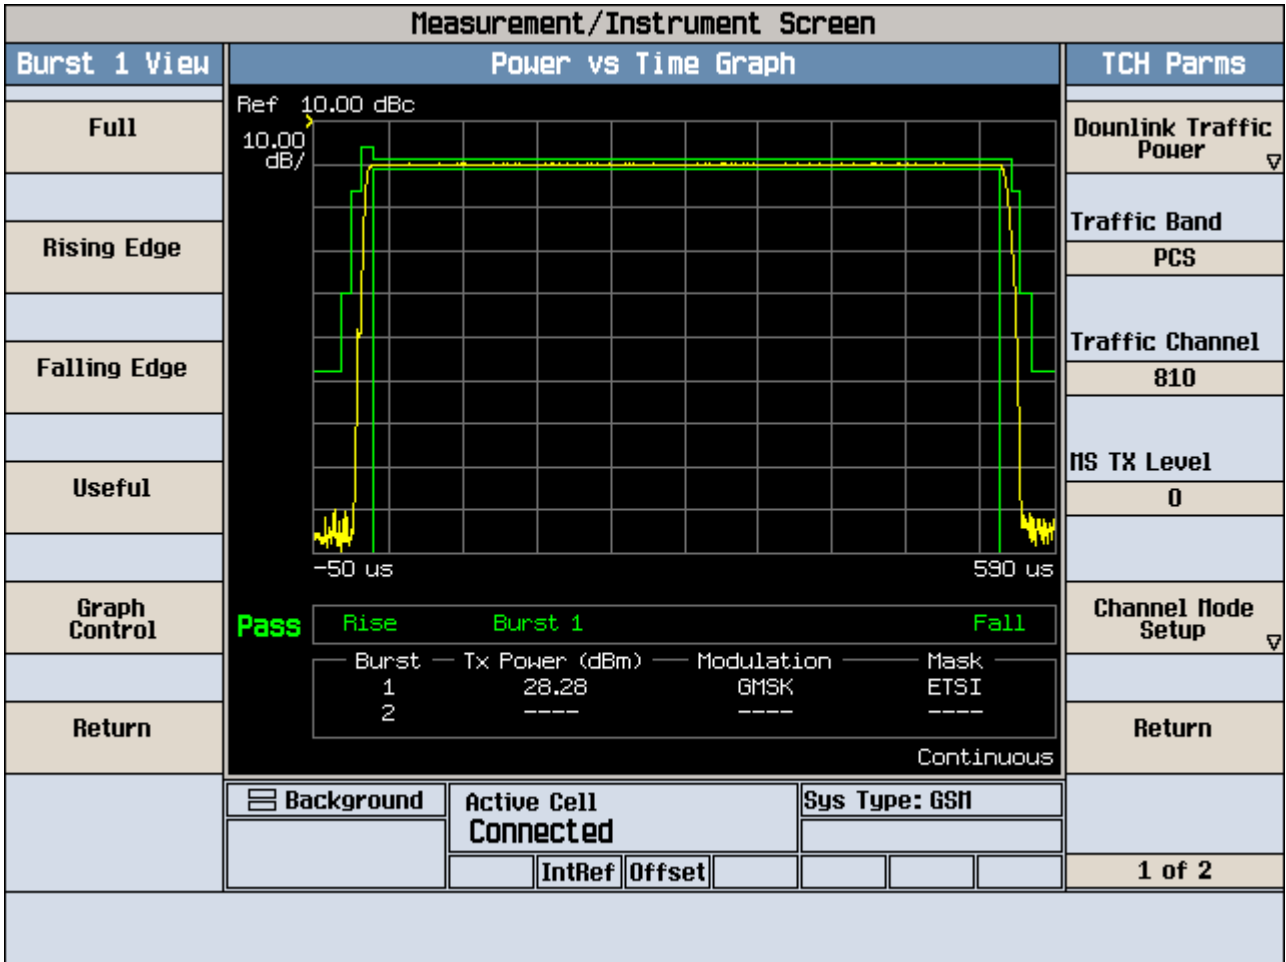 Measurement/Instrument Screen
Burst 1 View
Power vs Time Graph
TCH Parms
Full
Rising Edge
Falling Edge
Useful
Graph
Control
Return
Ref 10.00 dBc
10.00
dB/
-50 us
590 us
Pass
Rise
Burst 1
Fall
Burst Tx Power (dBm) Modulation Mask
1 28.28 GMSK ETSI
2 ---- ---- ----
Continuous
Downlink Traffic
Power
Traffic Band
PCS
Traffic Channel
810
MS TX Level
0
Channel Mode
Setup
Return
1 of 2
Background
Active Cell
Connected
Sys Type: GSM
IntRef
Offset